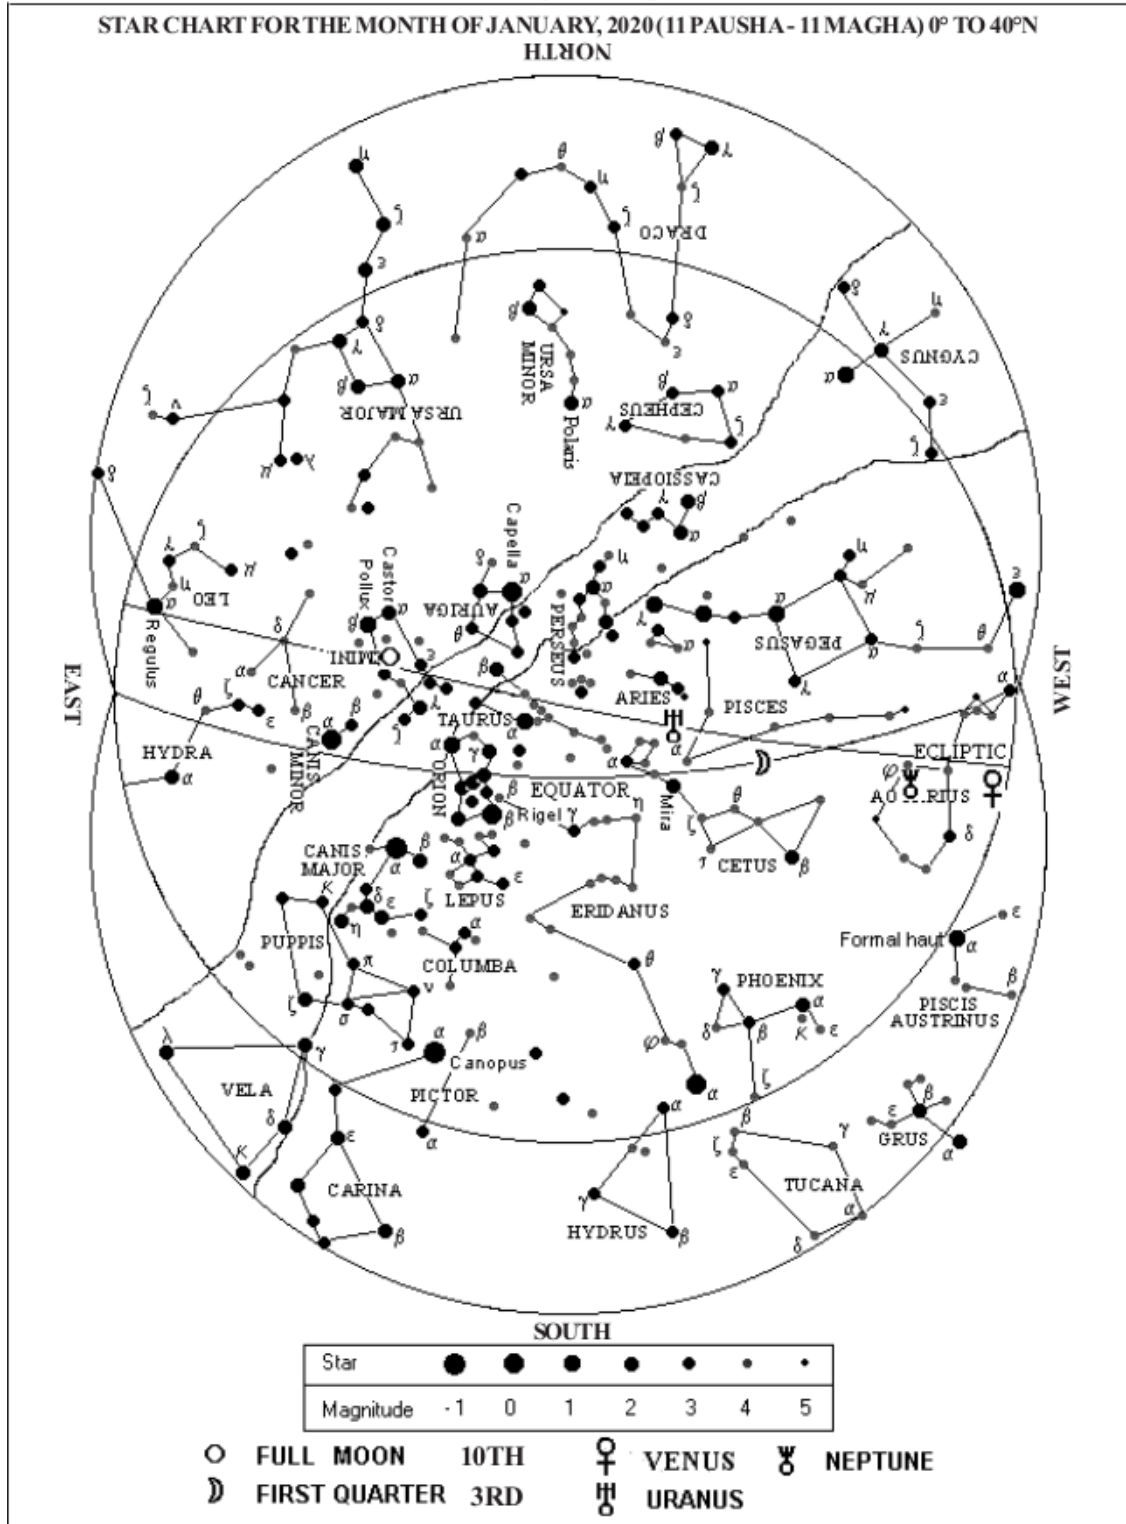 STAR CHART FOR THE MONTH OF JANUARY, 2020 (11 PAUSHA - 11 MAGHA) 0° TO 40°N
NORTH
η
θ
β
γ
η
ζ
ζ
ζ
DRACO
α
ε
δ
δ
η
δ
β
γ
ε
γ
CYGNUS
URSA
MINOR
α
β
α
β
α
α
ε
ζ
ν
URSA MAJOR
CEPHEUS
γ
ζ
Polaris
ζ
μ
λ
δ
CASSIOPEIA
γ
β
α
Capella
ζ
γ
η
μ
Castor
Pollux
δ
α
η
η
ε
LEO
α
AURIGA
μ
Regulus
δ
β
α
θ
PERSEUS
γ
α
PEGASUS
α
ζ
θ
EAST
WEST
MINI
ε
β
α
CANCER
γ
α
θ
ζ
ε
β
β
ζ
γ
TAURUS
α
ARIES
PISCES
HYDRA
α
CANIS
MINOR
α
α
γ
ORION
α
α
ECLIPTIC
φ
EQUATOR
β
Rigel
γ
η
Mira
θ
ζ
AQ RIUS
δ
β
CANIS
MAJOR
β
α
α
ε
LEPUS
τ
CETUS
β
κ
δ
ε
ζ
η
ERIDANUS
PUPPIS
α
COLUMBA
Formal haut
ε
α
π
θ
γ
PHOENIX
α
β
PISCIS
AUSTRINUS
ζ
σ
ν
δ
β
κ
ε
λ
γ
τ
α
β
φ
Canopus
VELA
PICTOR
α
ζ
δ
ε
α
α
β
γ
β
ε
GRUS
α
κ
CARINA
ζ
ε
TUCANA
γ
HYDRUS
β
β
α
δ
SOUTH
Star
Magnitude -1 0 1 2 3 4 5
FULL MOON 10TH VENUS NEPTUNE
FIRST QUARTER 3RD URANUS